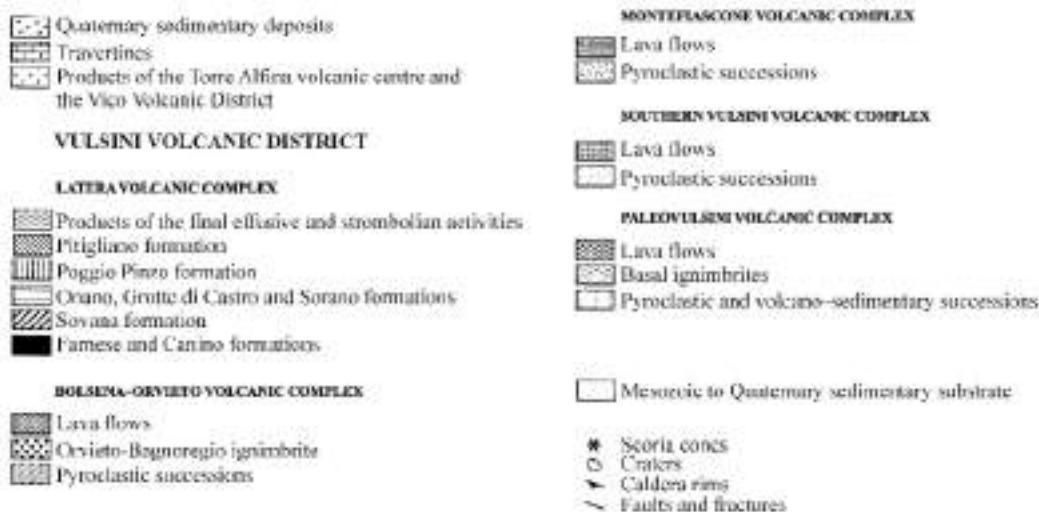 Quaternary sedimentary deposits
Travertines
Products of the Torre Alfina volcanic centre and
the Vico Volcanic District
VULSINI VOLCANIC DISTRICT
LATERA VOLCANIC COMPLEX
Products of the final effusive and strombolian activities
Pitigliano formation
Poggio Pinzo formation
Onano, Grotte di Castro and Sorano formations
Sovana formation
Farnese and Canino formations
BOLSENA-ORVIETO VOLCANIC COMPLEX
Lava flows
Orvieto-Bagnoregio ignimbrite
Pyroclastic successions
MONTEFIASCONE VOLCANIC COMPLEX
Lava flows
Pyroclastic successions
SOUTHERN VULSINI VOLCANIC COMPLEX
Lava flows
Pyroclastic successions
PALEOVULSINI VOLCANIC COMPLEX
Lava flows
Basal ignimbrites
Pyroclastic and volcano-sedimentary successions
Mesozoic to Quaternary sedimentary substrate
Scoria cones
Craters
Caldera rims
Faults and fractures